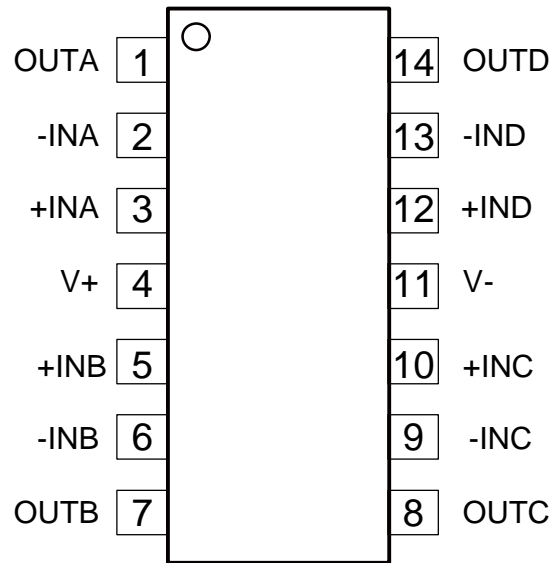 OUTA 1 14 OUTD
-INA 2 13 -IND
+INA 3 12 +IND
V+ 4 11 V-
+INB 5 10 +INC
-INB 6 9 -INC
OUTB 7 8 OUTC